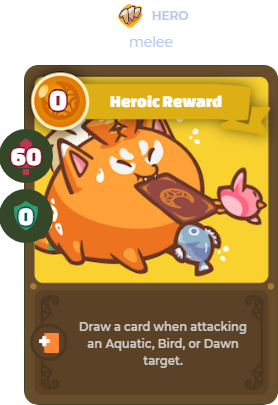 HERO
melee
0
Heroic Reward
60
0
Draw a card when attacking
an Aquatic, Bird, or Dawn
target.